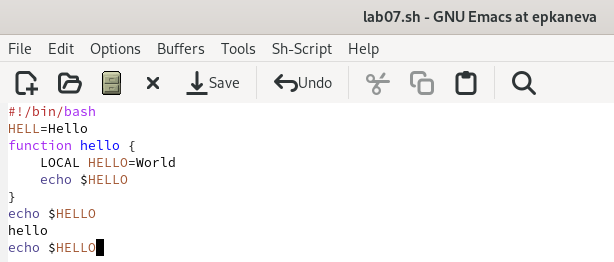 lab07.sh - GNU Emacs at epkaneva
File Edit Options Buffers Tools Sh-Script Help
Save Undo
#!/bin/bash
HELL=Hello
function hello {
    LOCAL HELLO=World
    echo $HELLO
}
echo $HELLO
hello
echo $HELLO